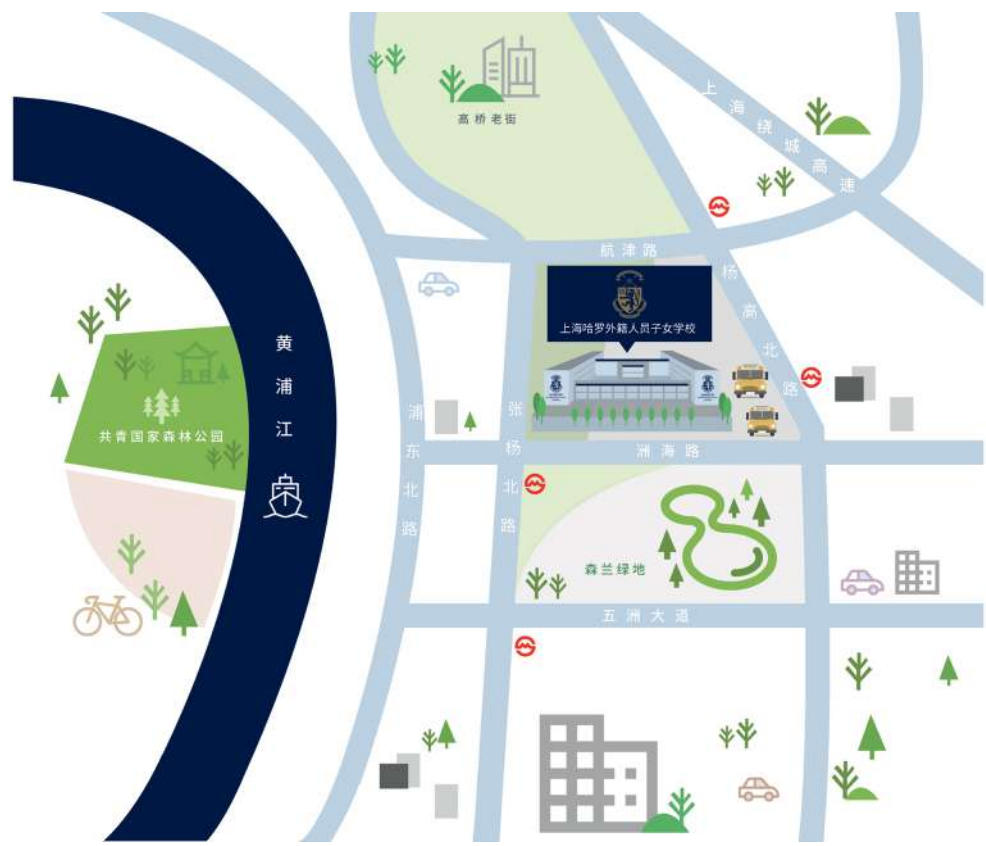 高桥老街
上海绕城高速
航津路
上海哈罗外籍人员子女学校
杨高北路
黄浦江
共青国家森林公园
浦东北路
张杨北路
洲海路
森兰绿地
五洲大道